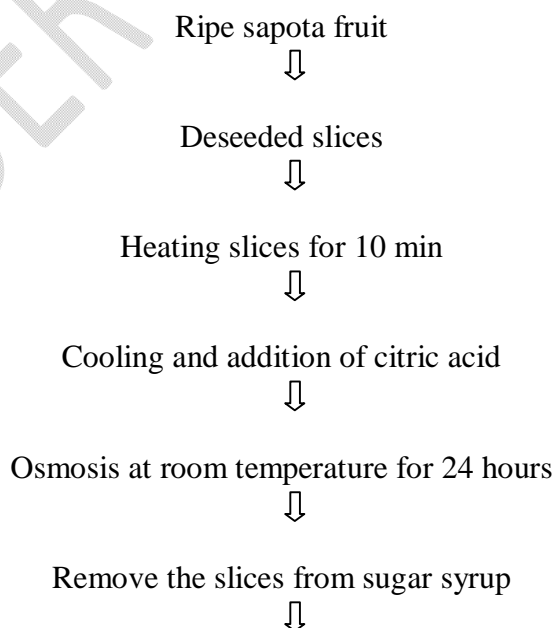 Ripe sapota fruit
⇩
Deseeded slices
⇩
Heating slices for 10 min
⇩
Cooling and addition of citric acid
⇩
Osmosis at room temperature for 24 hours
⇩
Remove the slices from sugar syrup
⇩